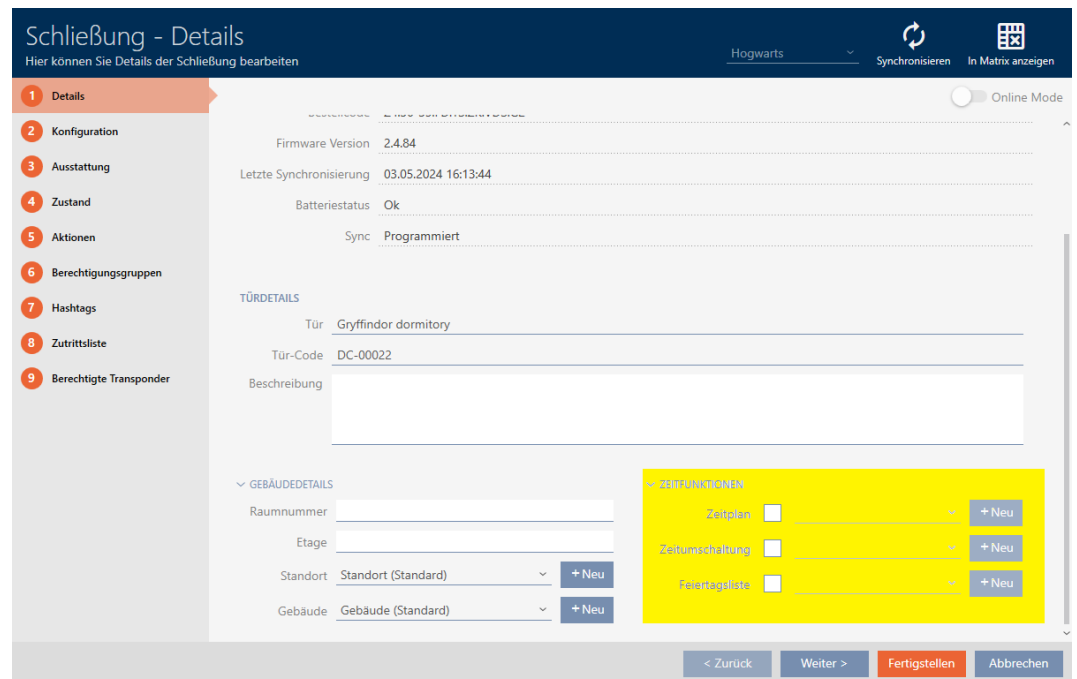 Schließung - Details
Hier können Sie Details der Schließung bearbeiten
Hogwarts
Synchronisieren
In Matrix anzeigen
1 Details
2 Konfiguration
3 Ausstattung
4 Zustand
5 Aktionen
6 Berechtigungsgruppen
7 Hashtags
8 Zutrittsliste
9 Berechtigte Transponder
Online Mode
Firmware Version 2.4.84
Letzte Synchronisierung 03.05.2024 16:13:44
Batteriestatus Ok
Sync Programmiert
TÜRDETAILS
Tür Gryffindor dormitory
Tür-Code DC-00022
Beschreibung
GEBÄUDEDETAILS
Raumnummer
Etage
Standort Standort (Standard) + Neu
Gebäude Gebäude (Standard) + Neu
ZEITFUNKTIONEN
Zeitplan + Neu
Zeitumschaltung + Neu
Feiertagsliste + Neu
< Zurück
Weiter >
Fertigstellen
Abbrechen